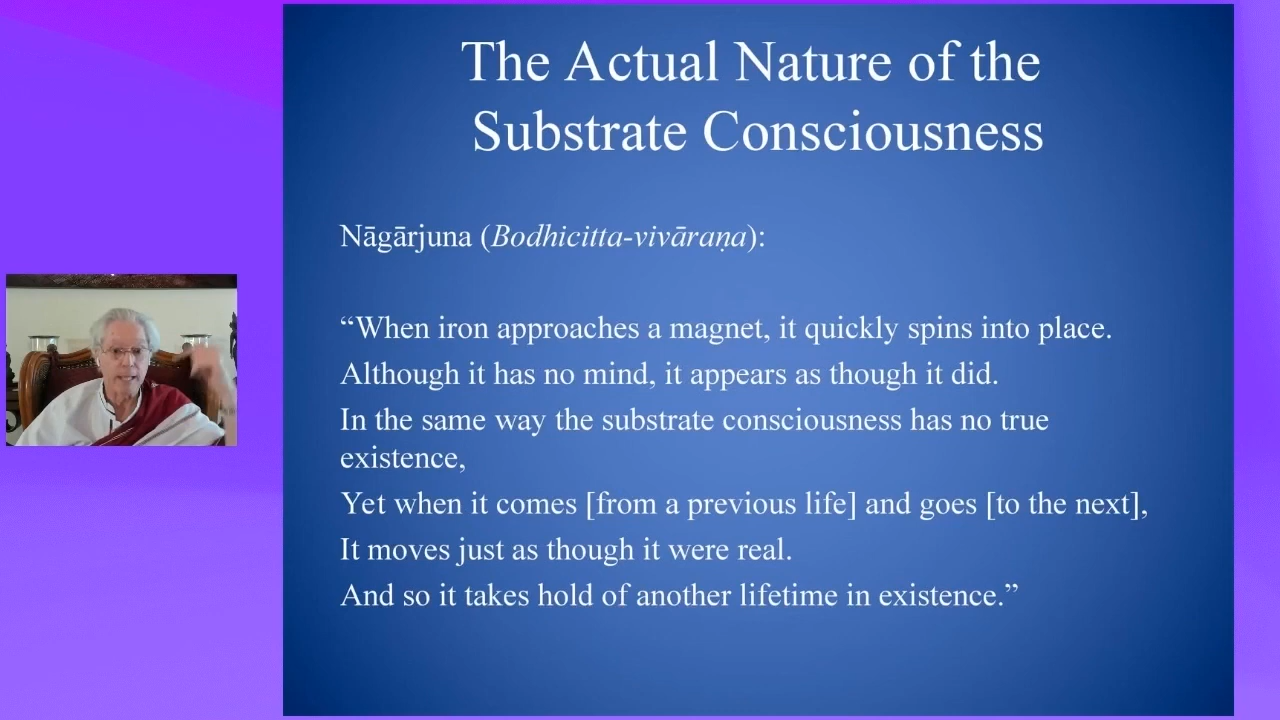 The Actual Nature of the
Substrate Consciousness
Nāgārjuna (Bodhicitta-vivāraṇa):
“When iron approaches a magnet, it quickly spins into place.
Although it has no mind, it appears as though it did.
In the same way the substrate consciousness has no true
existence,
Yet when it comes [from a previous life] and goes [to the next],
It moves just as though it were real.
And so it takes hold of another lifetime in existence.”